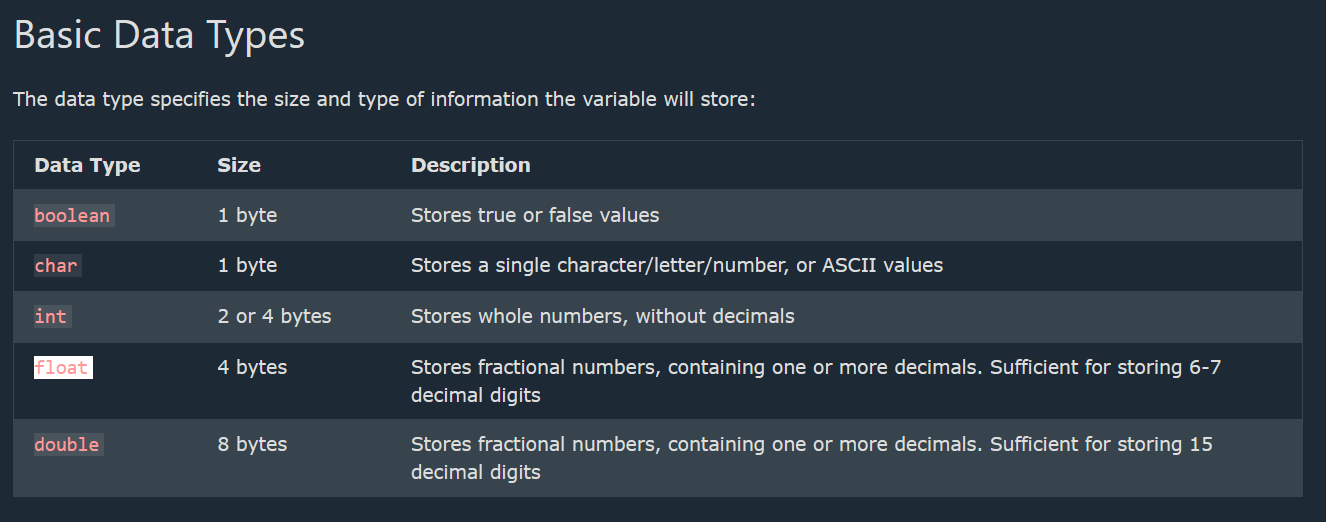 Basic Data Types
The data type specifies the size and type of information the variable will store:
Data Type Size Description
boolean 1 byte Stores true or false values
char 1 byte Stores a single character/letter/number, or ASCII values
int 2 or 4 bytes Stores whole numbers, without decimals
float 4 bytes Stores fractional numbers, containing one or more decimals. Sufficient for storing 6-7
decimal digits
double 8 bytes Stores fractional numbers, containing one or more decimals. Sufficient for storing 15
decimal digits